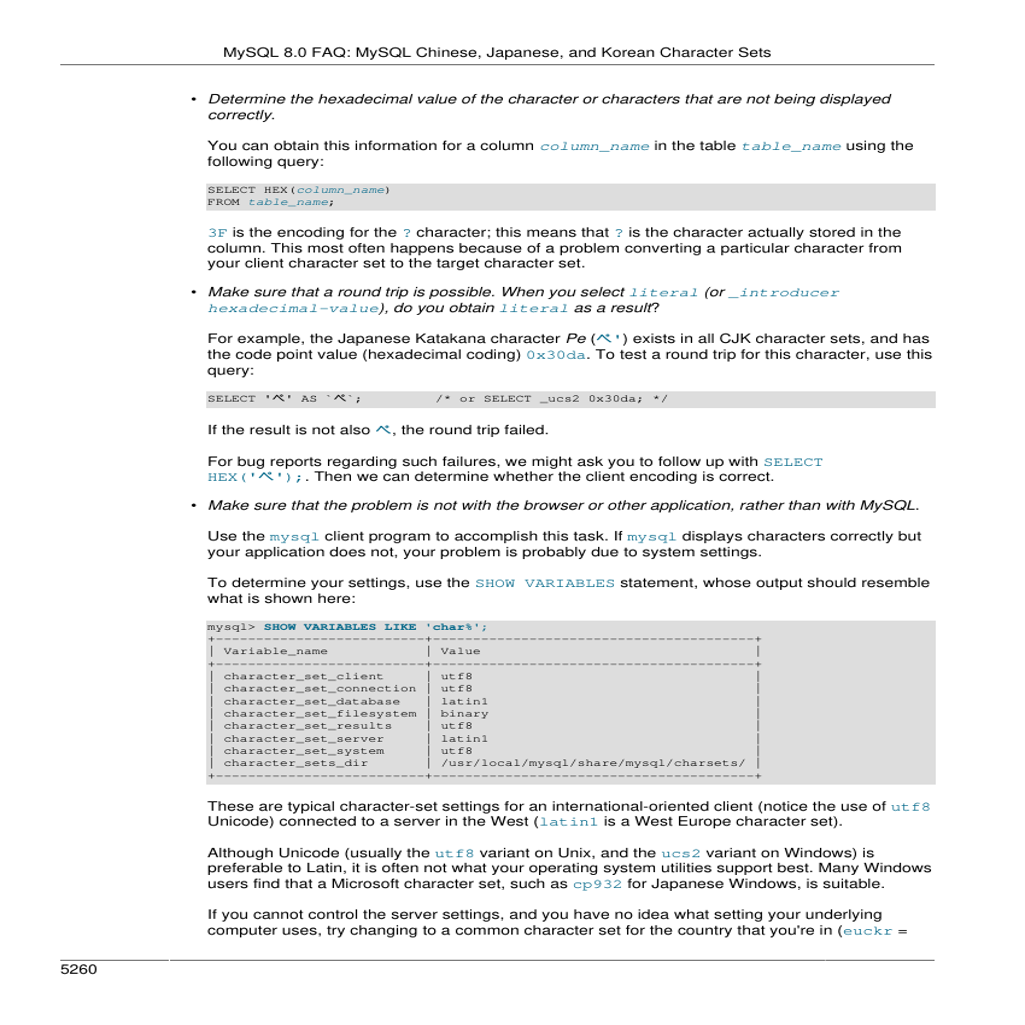 MySQL 8.0 FAQ: MySQL Chinese, Japanese, and Korean Character Sets
• Determine the hexadecimal value of the character or characters that are not being displayed
correctly.
You can obtain this information for a column column_name in the table table_name using the
following query:
SELECT HEX(column_name)
FROM table_name;
3F is the encoding for the ? character; this means that ? is the character actually stored in the
column. This most often happens because of a problem converting a particular character from
your client character set to the target character set.
• Make sure that a round trip is possible. When you select literal (or _introducer
hexadecimal-value), do you obtain literal as a result?
For example, the Japanese Katakana character Pe (ペ') exists in all CJK character sets, and has
the code point value (hexadecimal coding) 0x30da. To test a round trip for this character, use this
query:
SELECT 'ペ' AS `ペ`;         /* or SELECT _ucs2 0x30da; */
If the result is not also ペ, the round trip failed.
For bug reports regarding such failures, we might ask you to follow up with SELECT
HEX('ペ');. Then we can determine whether the client encoding is correct.
• Make sure that the problem is not with the browser or other application, rather than with MySQL.
Use the mysql client program to accomplish this task. If mysql displays characters correctly but
your application does not, your problem is probably due to system settings.
To determine your settings, use the SHOW VARIABLES statement, whose output should resemble
what is shown here:
mysql> SHOW VARIABLES LIKE 'char%';
+--------------------------+----------------------------------------+
| Variable_name            | Value                                  |
+--------------------------+----------------------------------------+
| character_set_client     | utf8                                   |
| character_set_connection | utf8                                   |
| character_set_database   | latin1                                 |
| character_set_filesystem | binary                                 |
| character_set_results    | utf8                                   |
| character_set_server     | latin1                                 |
| character_set_system     | utf8                                   |
| character_sets_dir       | /usr/local/mysql/share/mysql/charsets/ |
+--------------------------+----------------------------------------+
These are typical character-set settings for an international-oriented client (notice the use of utf8
Unicode) connected to a server in the West (latin1 is a West Europe character set).
Although Unicode (usually the utf8 variant on Unix, and the ucs2 variant on Windows) is
preferable to Latin, it is often not what your operating system utilities support best. Many Windows
users find that a Microsoft character set, such as cp932 for Japanese Windows, is suitable.
If you cannot control the server settings, and you have no idea what setting your underlying
computer uses, try changing to a common character set for the country that you're in (euckr =
5260